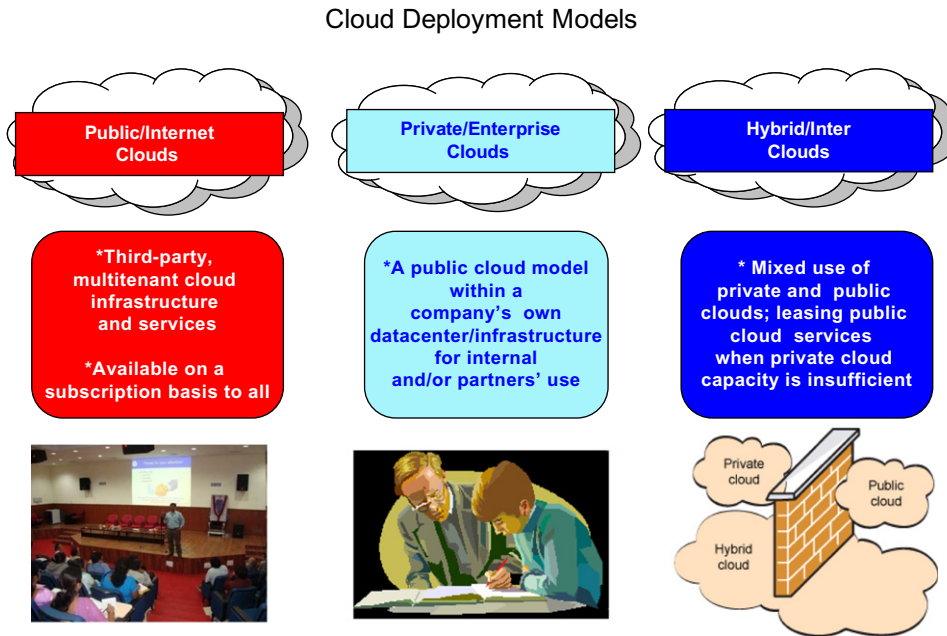 Cloud Deployment Models
Public/Internet
Clouds
Private/Enterprise
Clouds
Hybrid/Inter
Clouds
*Third-party,
multitenant cloud
infrastructure
and services
*Available on a
subscription basis to all
*A public cloud model
within a
company's own
datacenter/infrastructure
for internal
and/or partners' use
* Mixed use of
private and public
clouds; leasing public
cloud services
when private cloud
capacity is insufficient
Private
cloud
Public
cloud
Hybrid
cloud